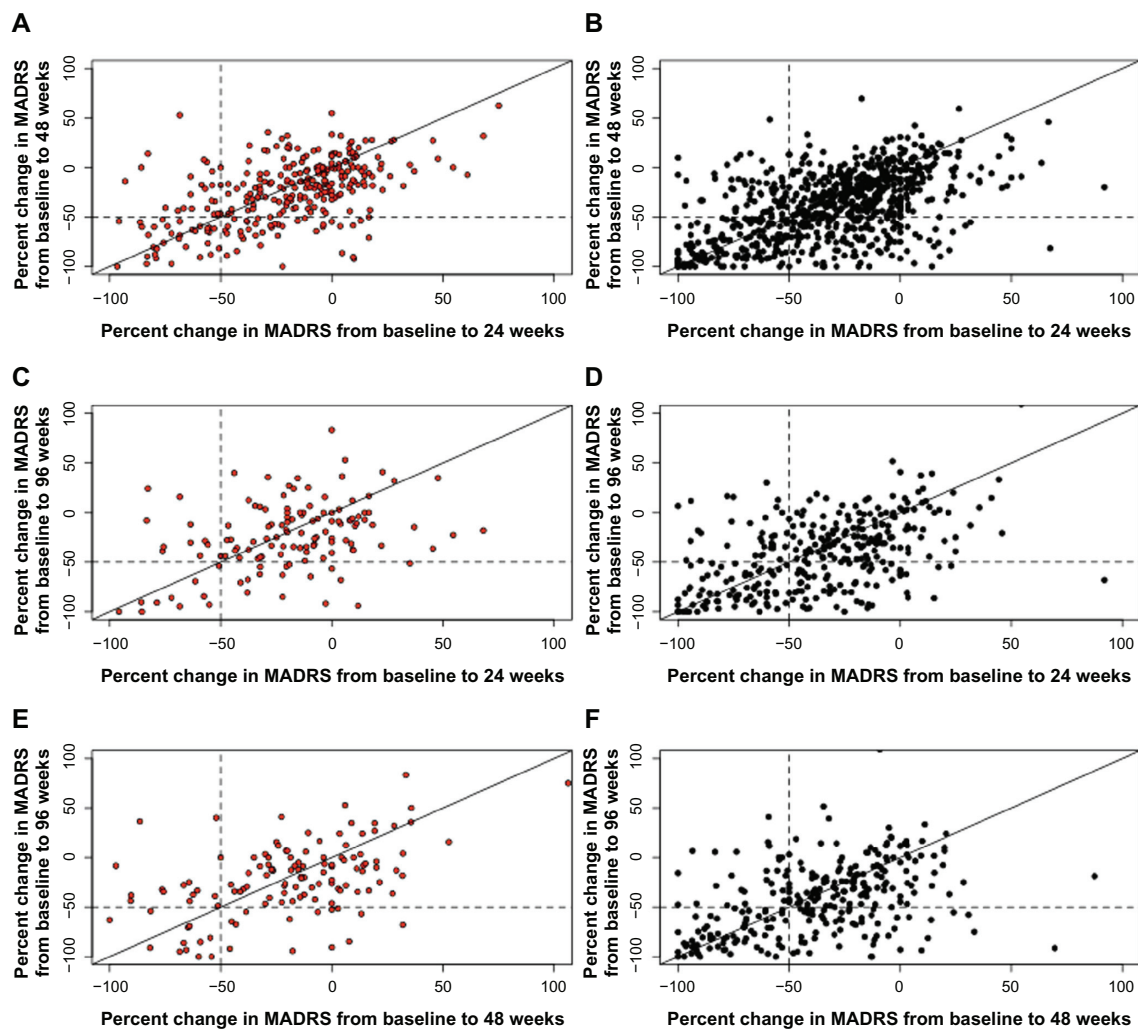 A
Percent change in MADRS
from baseline to 48 weeks
100
50
0
−50
−100
−100
−50
0
50
100
Percent change in MADRS from baseline to 24 weeks
B
Percent change in MADRS
from baseline to 48 weeks
100
50
0
−50
−100
−100
−50
0
50
100
Percent change in MADRS from baseline to 24 weeks
C
Percent change in MADRS
from baseline to 96 weeks
100
50
0
−50
−100
−100
−50
0
50
100
Percent change in MADRS from baseline to 24 weeks
D
Percent change in MADRS
from baseline to 96 weeks
100
50
0
−50
−100
−100
−50
0
50
100
Percent change in MADRS from baseline to 24 weeks
E
Percent change in MADRS
from baseline to 96 weeks
100
50
0
−50
−100
−100
−50
0
50
100
Percent change in MADRS from baseline to 48 weeks
F
Percent change in MADRS
from baseline to 96 weeks
100
50
0
−50
−100
−100
−50
0
50
100
Percent change in MADRS from baseline to 48 weeks